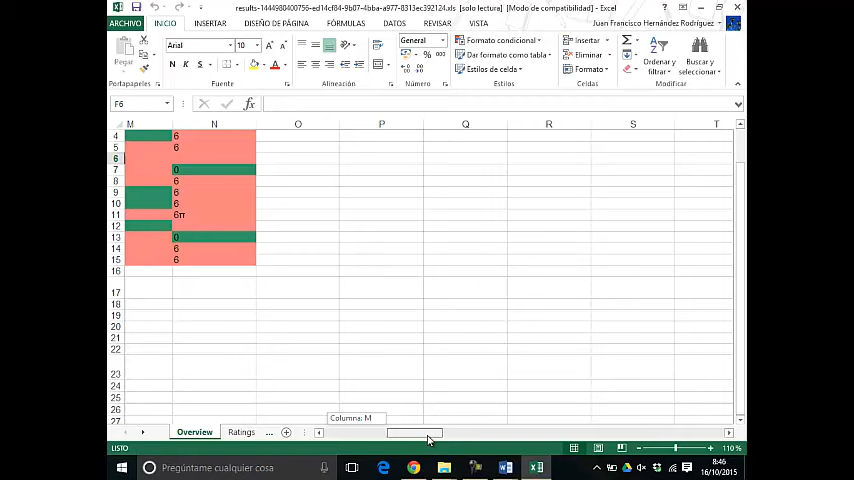 results-1444980400756-ed14cf84-9b07-4bba-a977-8313ec392124.xls [solo lectura] [Modo de compatibilidad] - Excel
ARCHIVO INICIO INSERTAR DISEÑO DE PÁGINA FÓRMULAS DATOS REVISAR VISTA Juan Francisco Hernández Rodríguez
Pegar Arial 10 General Formato condicional Dar formato como tabla Estilos de celda Insertar Eliminar Formato Ordenar y filtrar Buscar y seleccionar
N K S
Portapapeles Fuente Alineación Número Estilos Celdas Modificar
F6 fx
M N O P Q R S T
4 6
5 6
6
7 0
8 6
9 6
10 6
11 6π
12
13 0
14 6
15 6
16
17
18
19
20
21
22
23
24
25
26
27
Columna: M
Overview Ratings ...
LISTO 110 %
Pregúntame cualquier cosa
8:46
16/10/2015